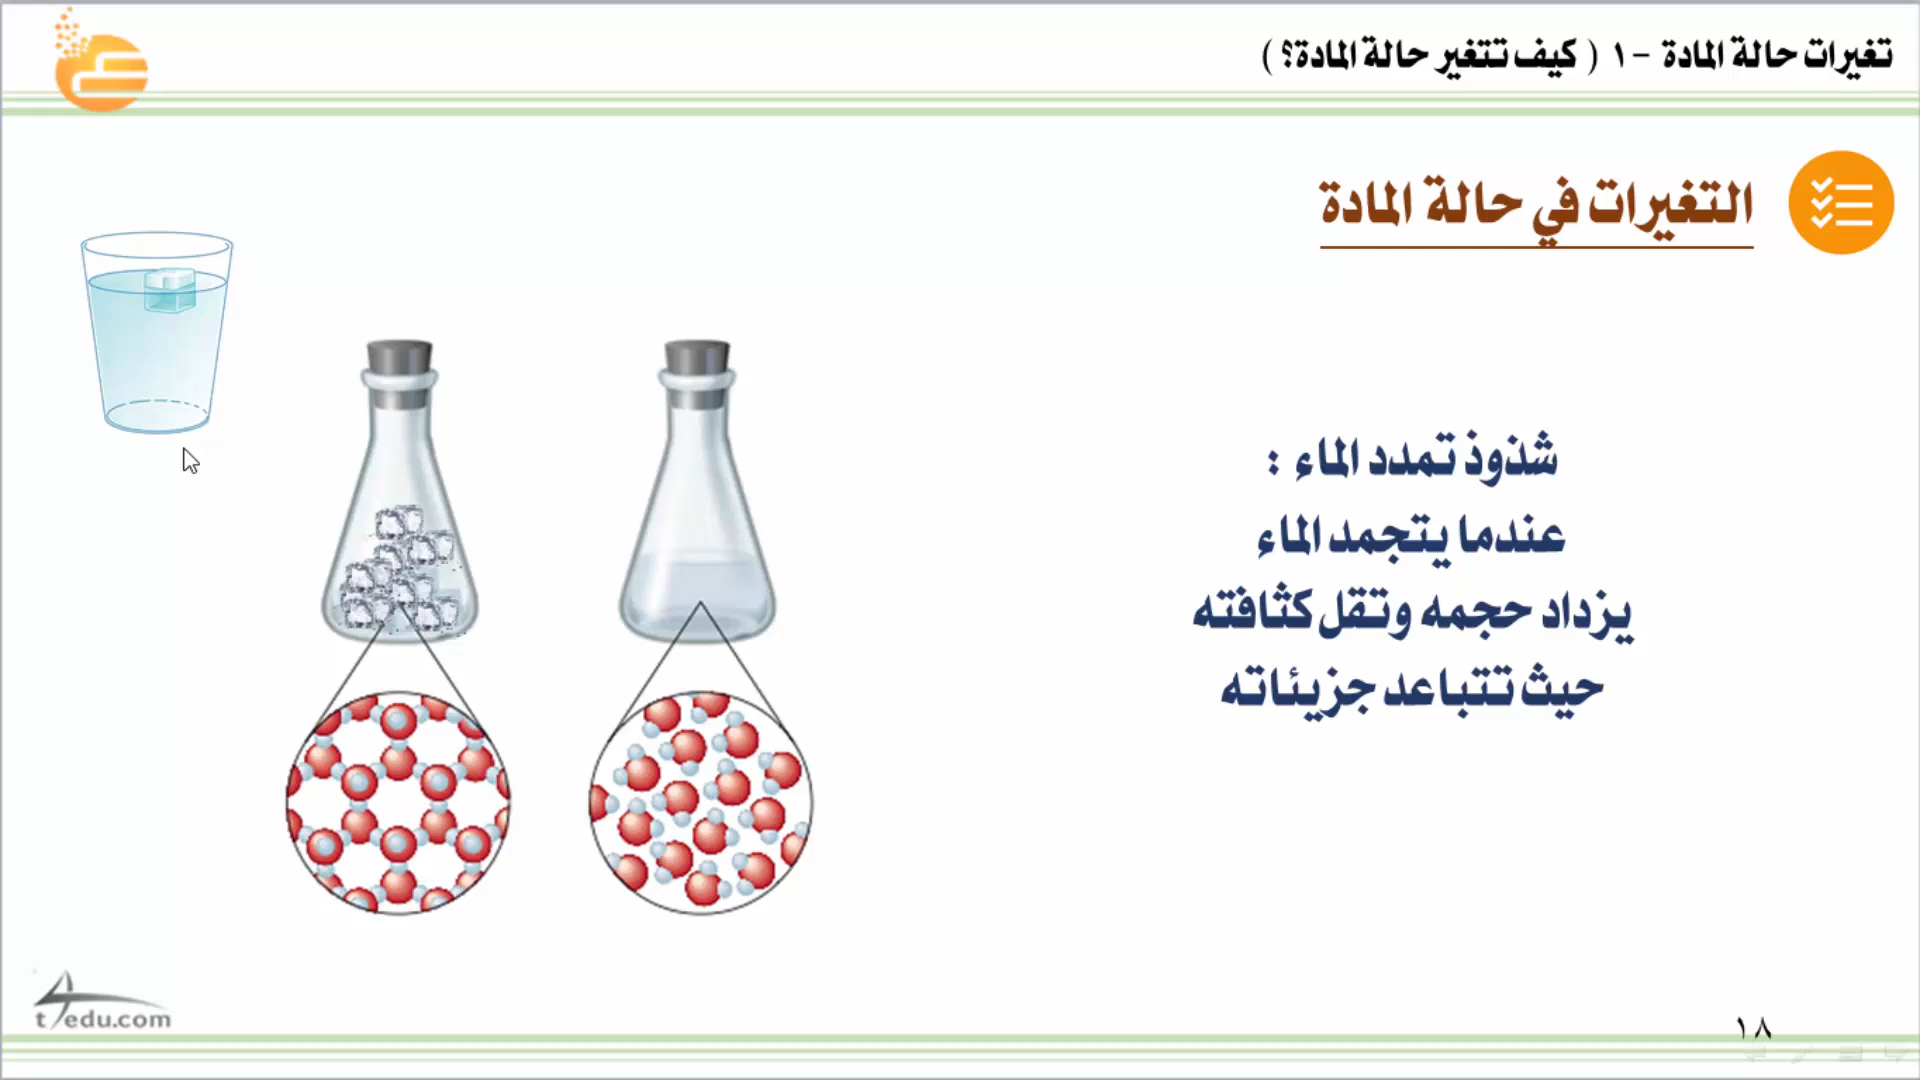 تغيرات حالة المادة - ١ ( كيف تتغير حالة المادة؟ )
التغيرات في حالة المادة
شذوذ تمدد الماء :
عندما يتجمد الماء
يزداد حجمه وتقل كثافته
حيث تتباعد جزيئاته
t4edu.com
١٨